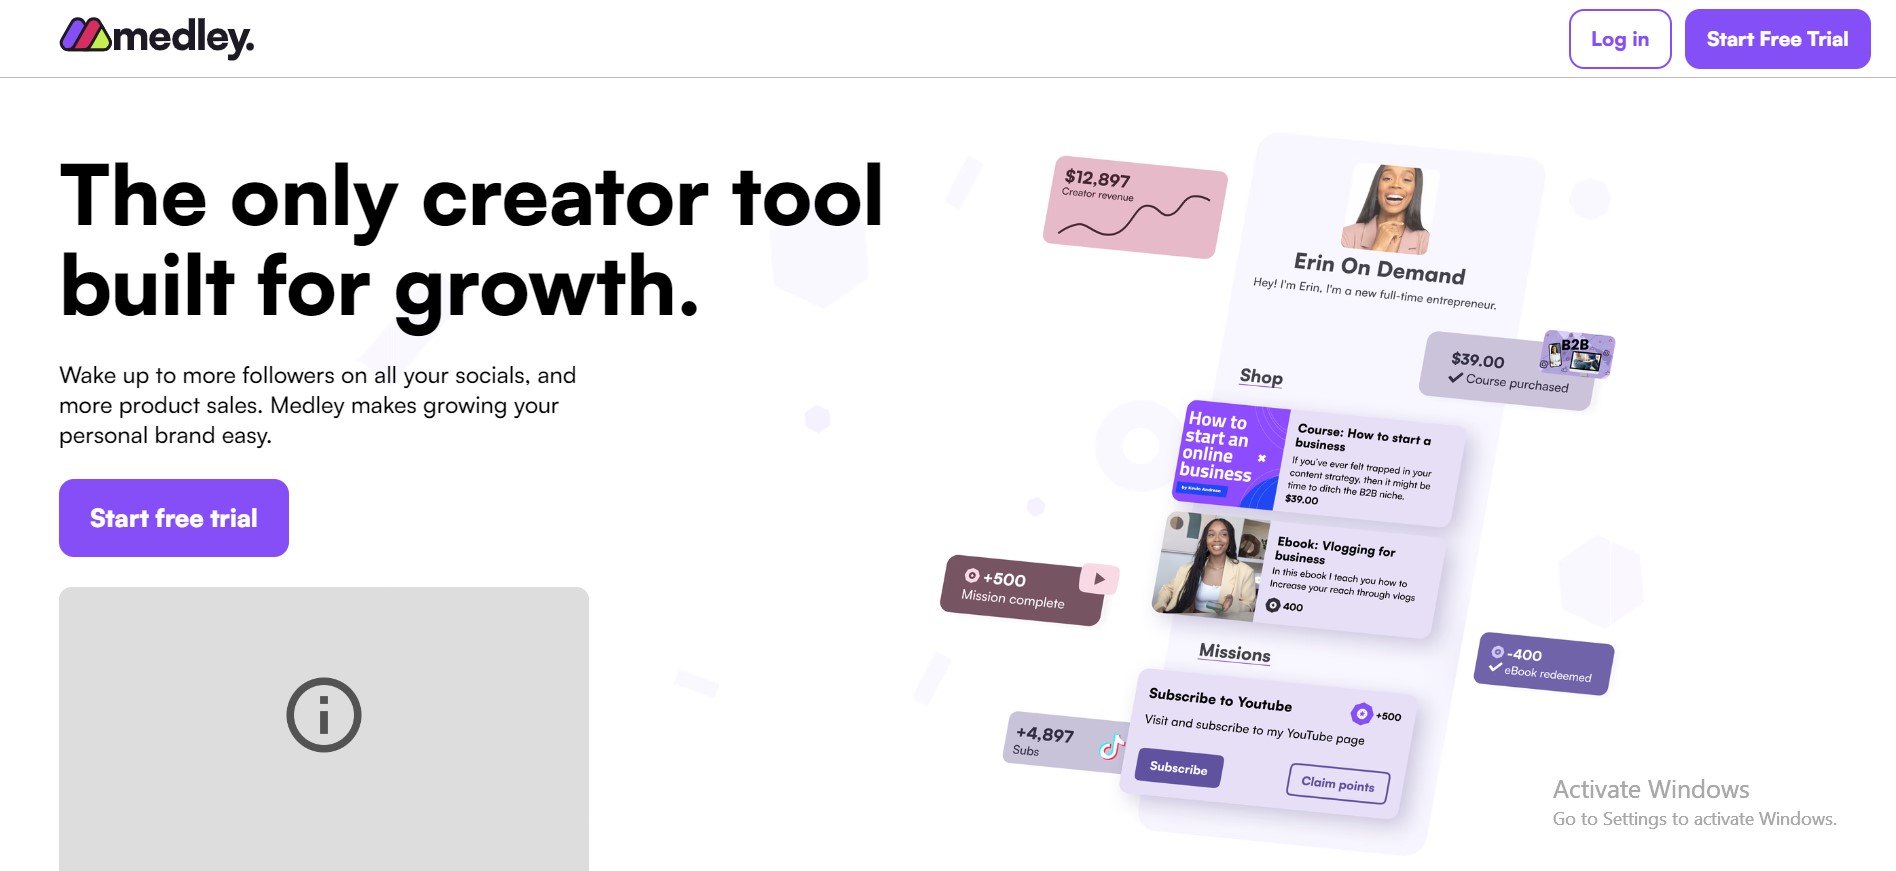 medley.
Log in
Start Free Trial
The only creator tool
built for growth.
Wake up to more followers on all your socials, and
more product sales. Medley makes growing your
personal brand easy.
Start free trial
$12,897
Creator revenue
Erin On Demand
Hey! I'm Erin, I'm a new full-time entrepreneur.
$39.00
Course purchased
B2B
Shop
How to
start an
online
business
Course: How to start a
business
If you've ever felt trapped in your
content strategy, then it might be
time to ditch the B2B niche.
$39.00
Ebook: Vlogging for
business
In this ebook I teach you how to
Increase your reach through vlogs
400
+500
Mission complete
-400
eBook redeemed
Missions
Subscribe to Youtube
+500
Visit and subscribe to my YouTube page
Subscribe
Claim points
+4,897
Subs
Activate Windows
Go to Settings to activate Windows.